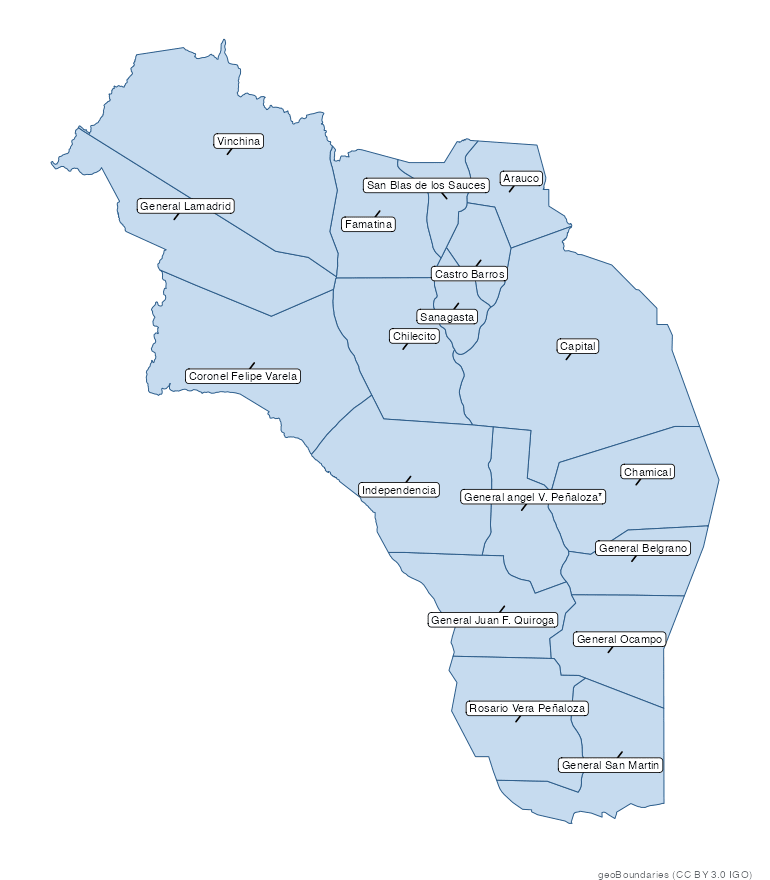 Vinchina
Arauco
San Blas de los Sauces
General Lamadrid
Famatina
Castro Barros
Sanagasta
Chilecito
Capital
Coronel Felipe Varela
Chamical
Independencia
General angel V. Peñaloza*
General Belgrano
General Juan F. Quiroga
General Ocampo
Rosario Vera Peñaloza
General San Martin
geoBoundaries (CC BY 3.0 IGO)